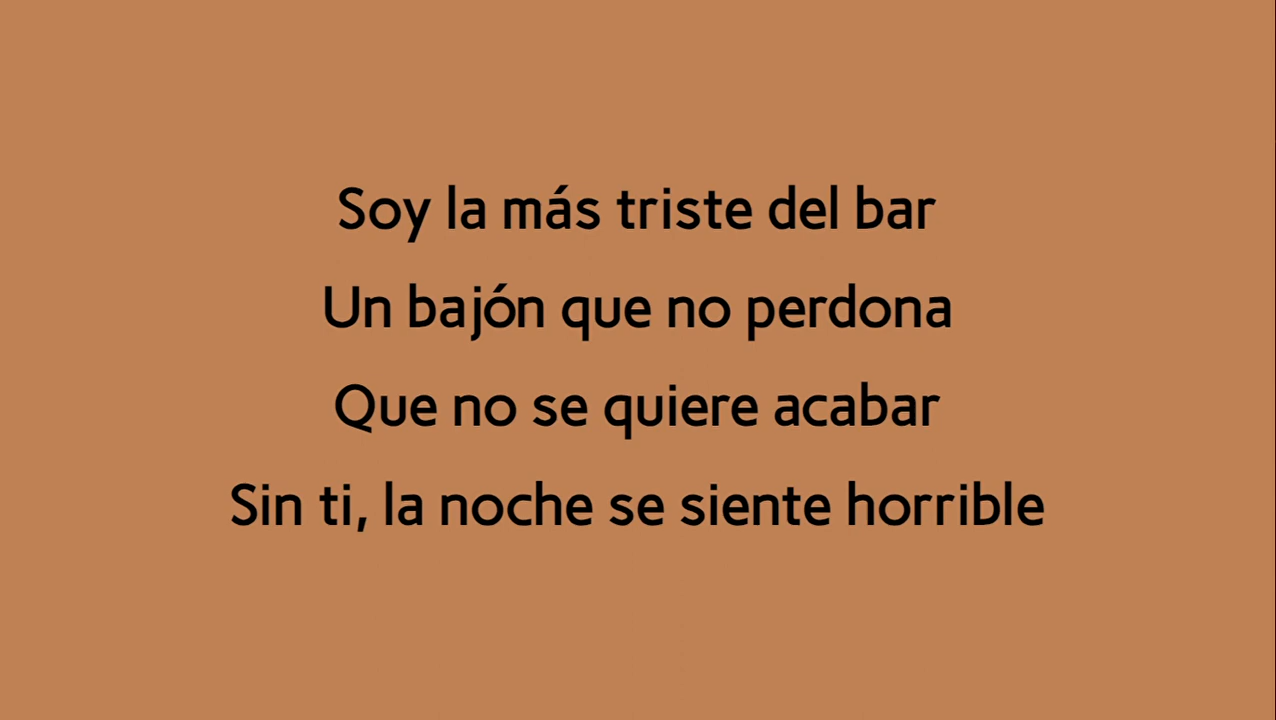 Soy la más triste del bar
Un bajón que no perdona
Que no se quiere acabar
Sin ti, la noche se siente horrible